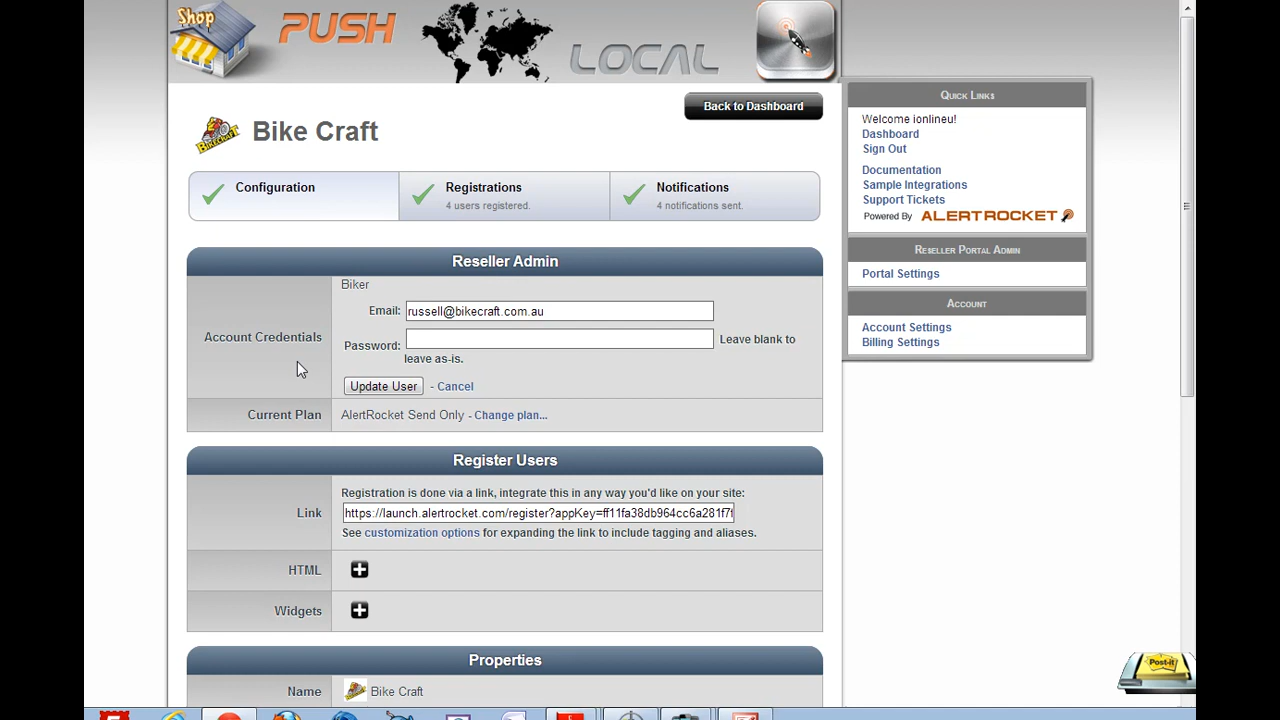 Shop
PUSH
LOCAL
Back to Dashboard
BIKECRAFT
Bike Craft
Configuration
Registrations
4 users registered.
Notifications
4 notifications sent.
Quick Links
Welcome ionlineu!
Dashboard
Sign Out
Documentation
Sample Integrations
Support Tickets
Powered By ALERTROCKET
Reseller Portal Admin
Portal Settings
Account
Account Settings
Billing Settings
Reseller Admin
Account Credentials
Biker
Email: russell@bikecraft.com.au
Password: Leave blank to
leave as-is.
Update User - Cancel
Current Plan AlertRocket Send Only - Change plan...
Register Users
Registration is done via a link, integrate this in any way you'd like on your site:
Link https://launch.alertrocket.com/register?appKey=ff11fa38db964cc6a281f7f
See customization options for expanding the link to include tagging and aliases.
HTML
Widgets
Properties
Name Bike Craft
Post-it